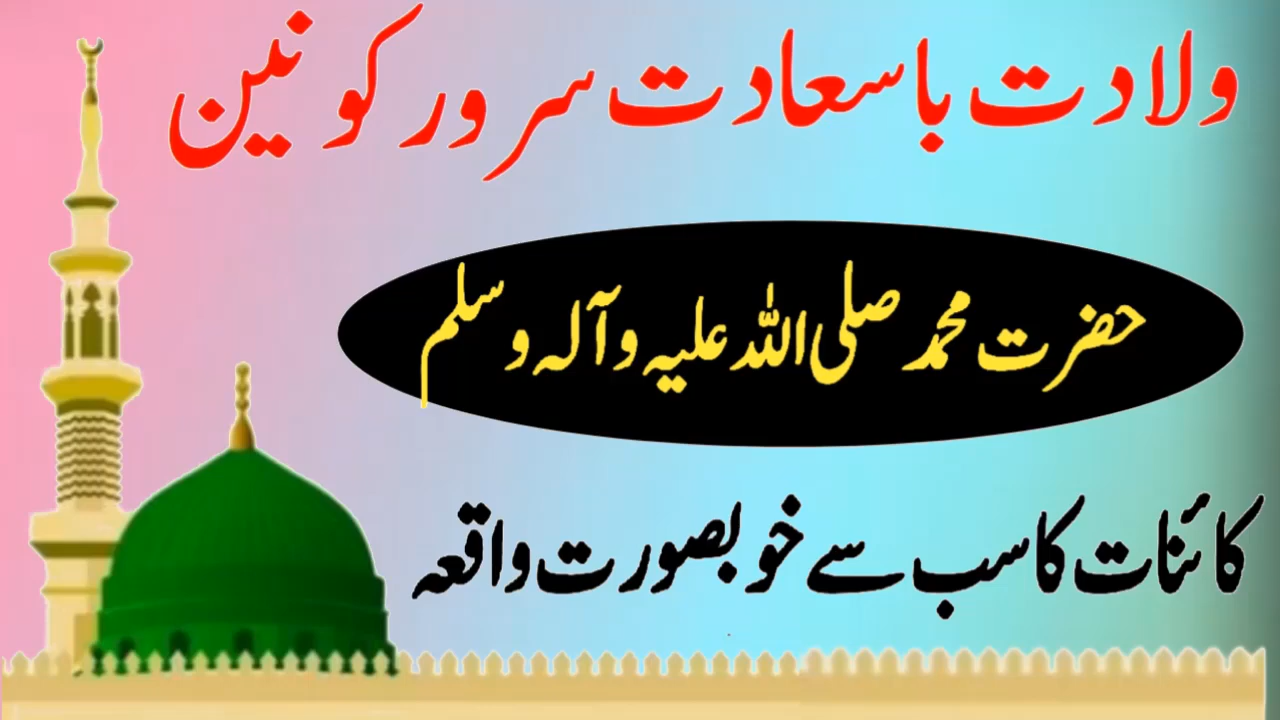 ولادت باسعادت سرور کونین
حضرت محمد صلی اللہ علیہ وآلہ وسلم
کائنات کا سب سے خوبصورت واقعہ